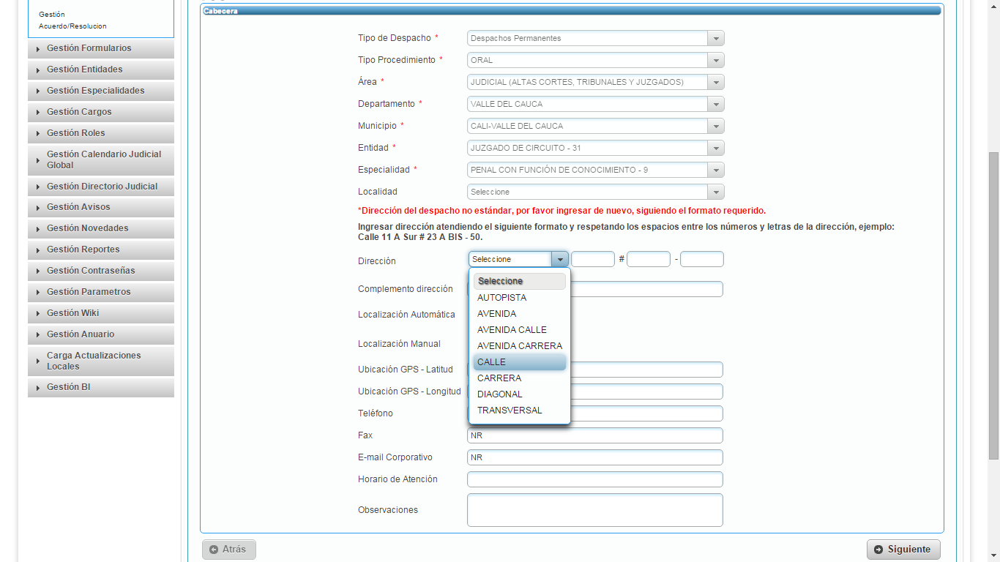 Gestión
Acuerdo/Resolucion
Gestión Formularios
Gestión Entidades
Gestión Especialidades
Gestión Cargos
Gestión Roles
Gestión Calendario Judicial
Global
Gestión Directorio Judicial
Gestión Avisos
Gestión Novedades
Gestión Reportes
Gestión Contraseñas
Gestión Parametros
Gestión Wiki
Gestión Anuario
Carga Actualizaciones
Locales
Gestión BI
Cabecera
Tipo de Despacho * Despachos Permanentes
Tipo Procedimiento * ORAL
Área * JUDICIAL (ALTAS CORTES, TRIBUNALES Y JUZGADOS)
Departamento * VALLE DEL CAUCA
Municipio * CALI-VALLE DEL CAUCA
Entidad * JUZGADO DE CIRCUITO - 31
Especialidad * PENAL CON FUNCIÓN DE CONOCIMIENTO - 9
Localidad Seleccione
*Dirección del despacho no estándar, por favor ingresar de nuevo, siguiendo el formato requerido.
Ingresar dirección atendiendo el siguiente formato y respetando los espacios entre los números y letras de la dirección, ejemplo:
Calle 11 A Sur # 23 A BIS - 50.
Dirección Seleccione # -
Seleccione
AUTOPISTA
AVENIDA
AVENIDA CALLE
AVENIDA CARRERA
CALLE
CARRERA
DIAGONAL
TRANSVERSAL
Complemento dirección
Localización Automática
Localización Manual
Ubicación GPS - Latitud
Ubicación GPS - Longitud
Teléfono
Fax NR
E-mail Corporativo NR
Horario de Atención
Observaciones
Atrás
Siguiente